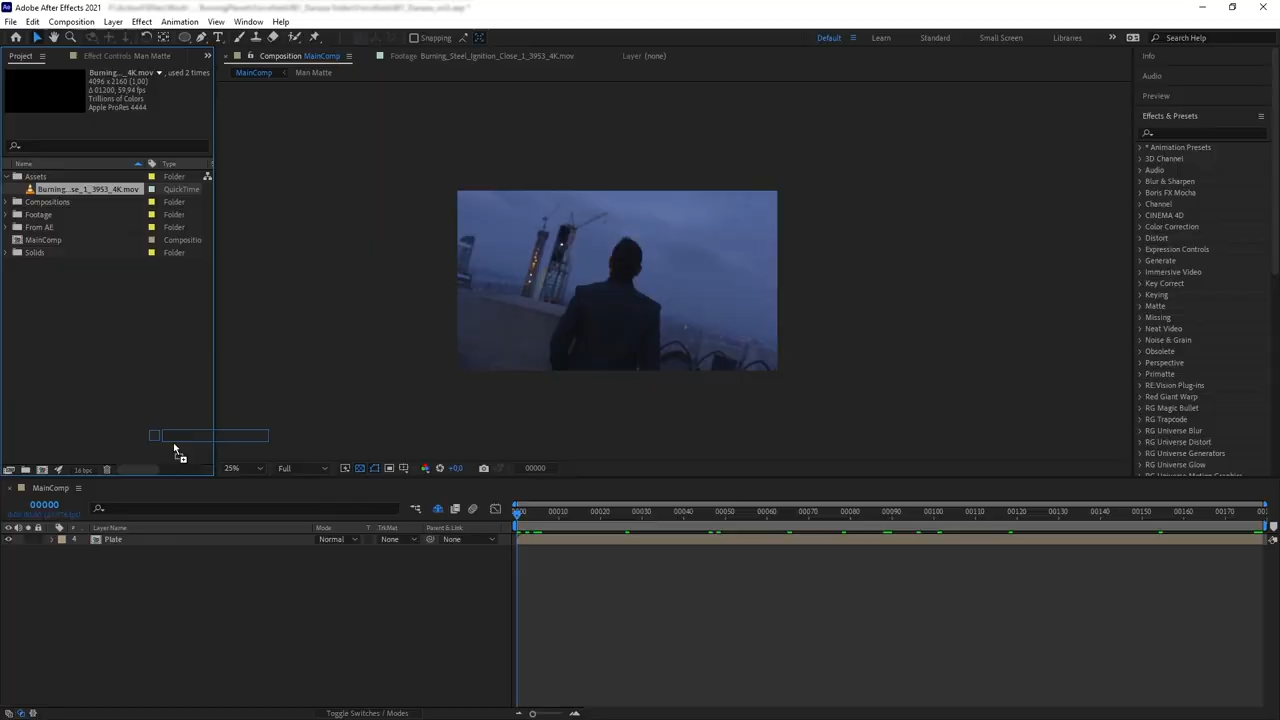 Adobe After Effects 2021
File Edit Composition Layer Effect Animation View Window Help
Snapping Default Learn Standard Small Screen Libraries Search Help
Project Effect Controls Man Matte Composition MainComp Footage Burning_Steel_Ignition_Close_1_3953_4K.mov Layer (none) Info
MainComp Man Matte
Burning..._4K.mov , used 2 times
4096 x 2160 (1,00)
Δ 01200, 59,94 fps
Trillions of Colors
Apple ProRes 4444
Audio
Preview
Effects & Presets
Name Type
Assets Folder
Burning...se_1_3953_4K.mov QuickTime
Compositions Folder
Footage Folder
From AE Folder
MainComp Compositio
Solids Folder
* Animation Presets
3D Channel
Audio
Blur & Sharpen
Boris FX Mocha
Channel
CINEMA 4D
Color Correction
Distort
Expression Controls
Generate
Immersive Video
Key Correct
Keying
Matte
Missing
Neat Video
Noise & Grain
Obsolete
Perspective
Primatte
RE:Vision Plug-ins
Red Giant Warp
RG Magic Bullet
RG Trapcode
RG Universe Blur
RG Universe Distort
RG Universe Generators
RG Universe Glow
16 bpc 25% Full +0,0 00000
MainComp
00000
00010 00020 00030 00040 00050 00060 00070 00080 00090 00100 00110 00120 00130 00140 00150 00160 00170
# Layer Name Mode T TrkMat Parent & Link
4 Plate Normal None None
Toggle Switches / Modes